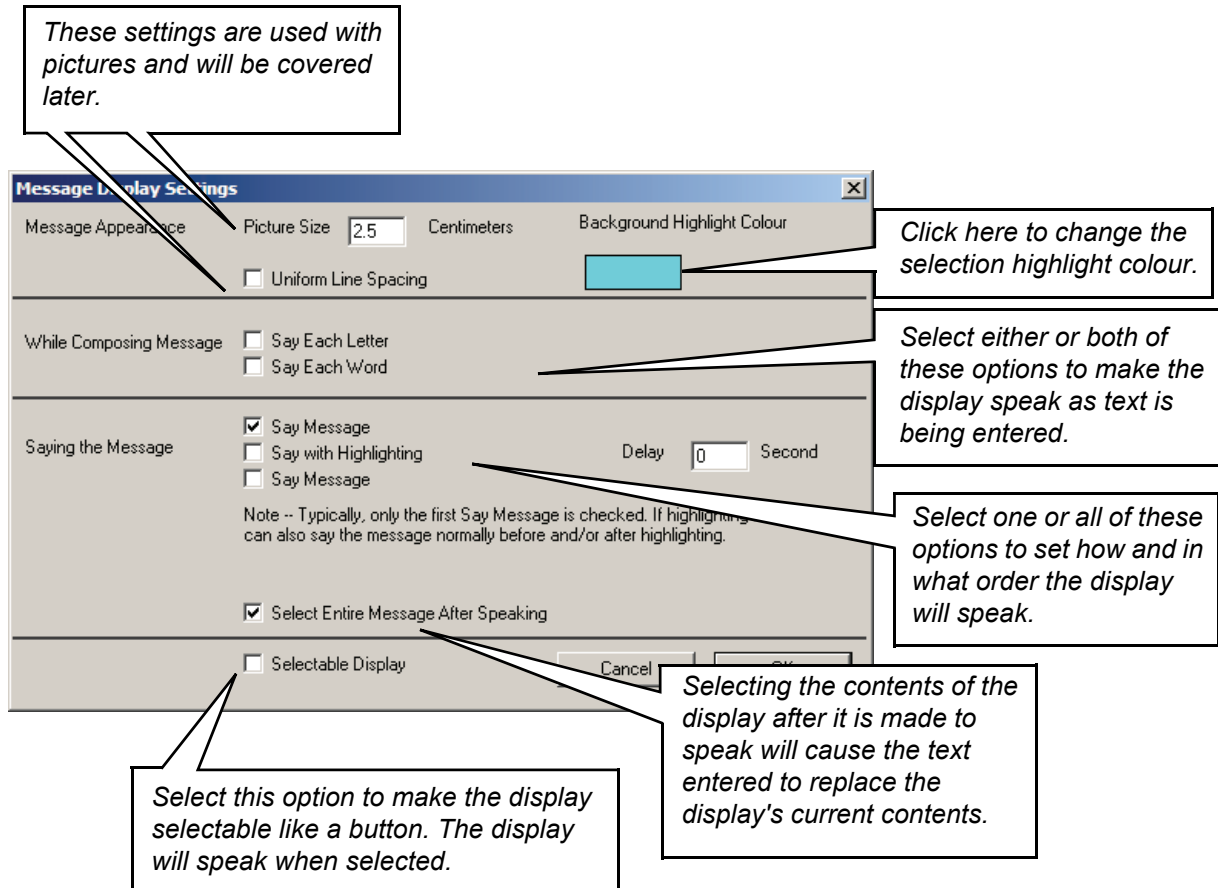 These settings are used with
pictures and will be covered
later.
Message Display Settings
Message Appearance
Picture Size 2.5 Centimeters
Background Highlight Colour
Uniform Line Spacing
Click here to change the
selection highlight colour.
While Composing Message
Say Each Letter
Say Each Word
Select either or both of
these options to make the
display speak as text is
being entered.
Saying the Message
Say Message
Say with Highlighting
Say Message
Delay 0 Second
Note -- Typically, only the first Say Message is checked. If highlighting
can also say the message normally before and/or after highlighting.
Select one or all of these
options to set how and in
what order the display
will speak.
Select Entire Message After Speaking
Selectable Display
Cancel
Selecting the contents of the
display after it is made to
speak will cause the text
entered to replace the
display's current contents.
Select this option to make the display
selectable like a button. The display
will speak when selected.